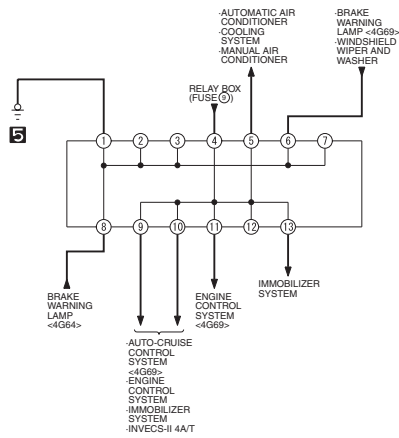 ·AUTOMATIC AIR
CONDITIONER
·COOLING
SYSTEM
·MANUAL AIR
CONDITIONER
·BRAKE
WARNING
LAMP <4G69>
·WINDSHIELD
WIPER AND
WASHER
RELAY BOX
(FUSE⑨)
5
1 2 3 4 5 6 7
8 9 10 11 12 13
BRAKE
WARNING
LAMP
<4G64>
ENGINE
CONTROL
SYSTEM
<4G69>
IMMOBILIZER
SYSTEM
·AUTO-CRUISE
CONTROL
SYSTEM
<4G69>
·ENGINE
CONTROL
SYSTEM
·IMMOBILIZER
SYSTEM
·INVECS-II 4A/T